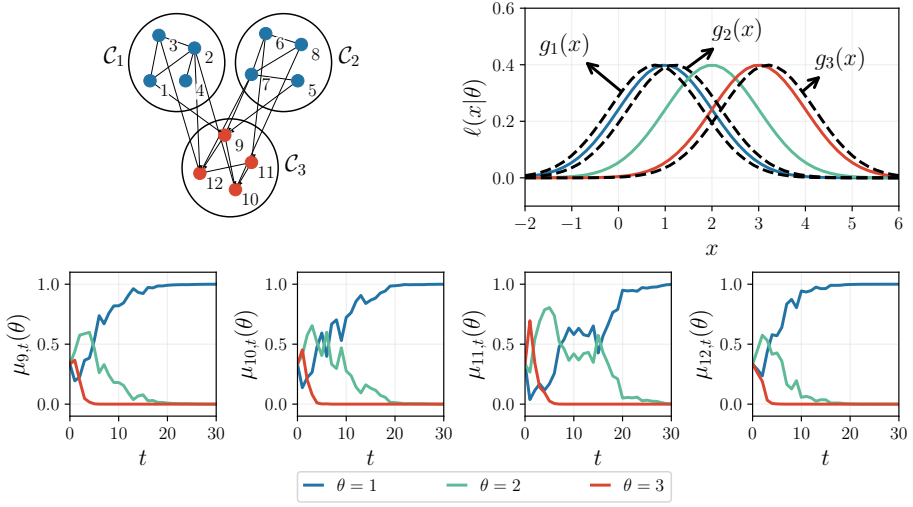 𝒞₁
3
2
1
4
6
8
7
5
𝒞₂
9
12
11
10
𝒞₃
ℓ(x|θ)
0.6
0.4
0.2
0.0
g₁(x)
g₂(x)
g₃(x)
−2 −1 0 1 2 3 4 5 6
x
μ₉,ₜ(θ)
1.0
0.5
0.0
0 10 20 30
t
μ₁₀,ₜ(θ)
1.0
0.5
0.0
0 10 20 30
t
μ₁₁,ₜ(θ)
1.0
0.5
0.0
0 10 20 30
t
μ₁₂,ₜ(θ)
1.0
0.5
0.0
0 10 20 30
t
θ = 1 θ = 2 θ = 3